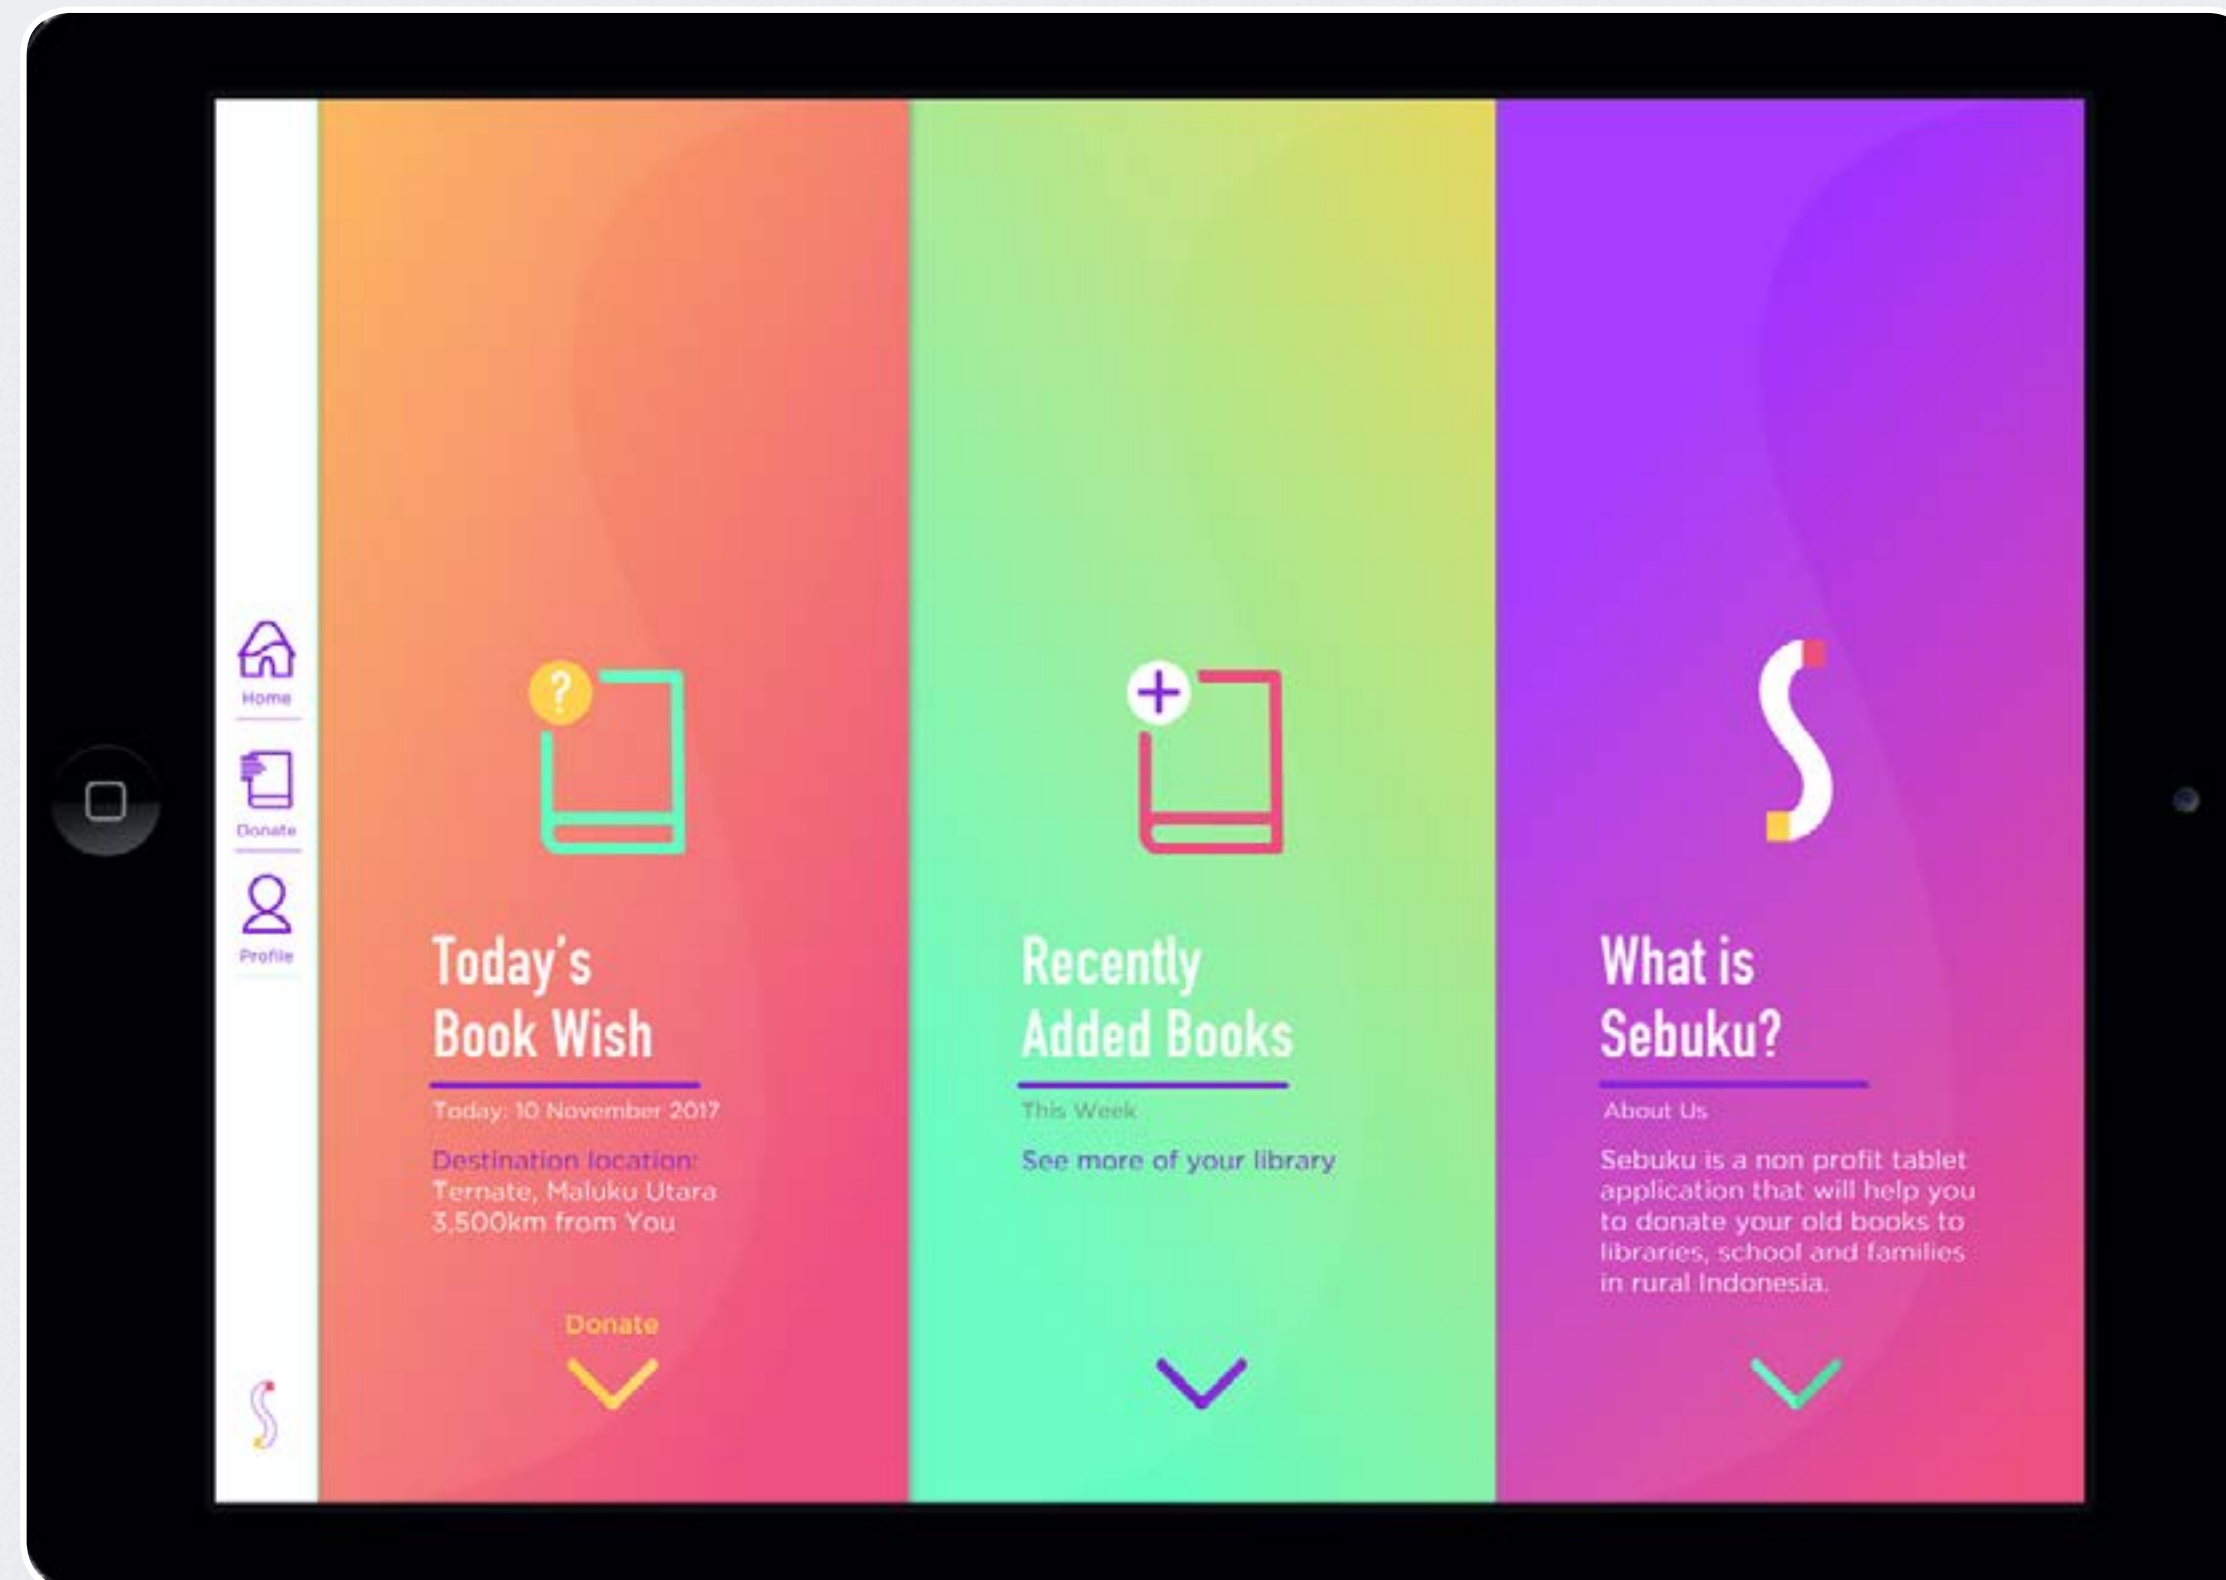 Home
Donate
Profile
?
Today's
Book Wish
Today: 10 November 2017
Destination location:
Ternate, Maluku Utara
3,500km from You
Donate
+
Recently
Added Books
This Week
See more of your library
S
What is
Sebuku?
About Us
Sebuku is a non profit tablet
application that will help you
to donate your old books to
libraries, school and families
in rural Indonesia.
S